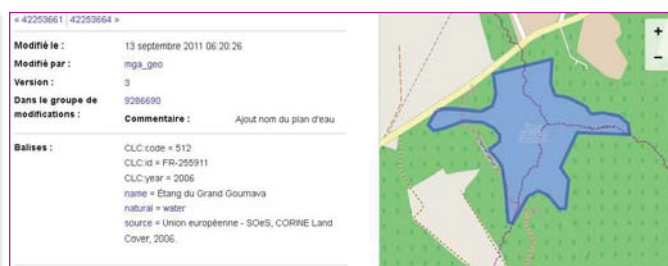 « 42253661 | 42253664 »
Modifié le : 13 septembre 2011 06:20:26
Modifié par : mga_geo
Version : 3
Dans le groupe de modifications : 9286690
Commentaire : Ajout nom du plan d'eau
Balises : CLC:code = 512
CLC:id = FR-255911
CLC:year = 2006
name = Étang du Grand Gournava
natural = water
source = Union européenne - SOeS, CORINE Land
Cover, 2006.
+
−